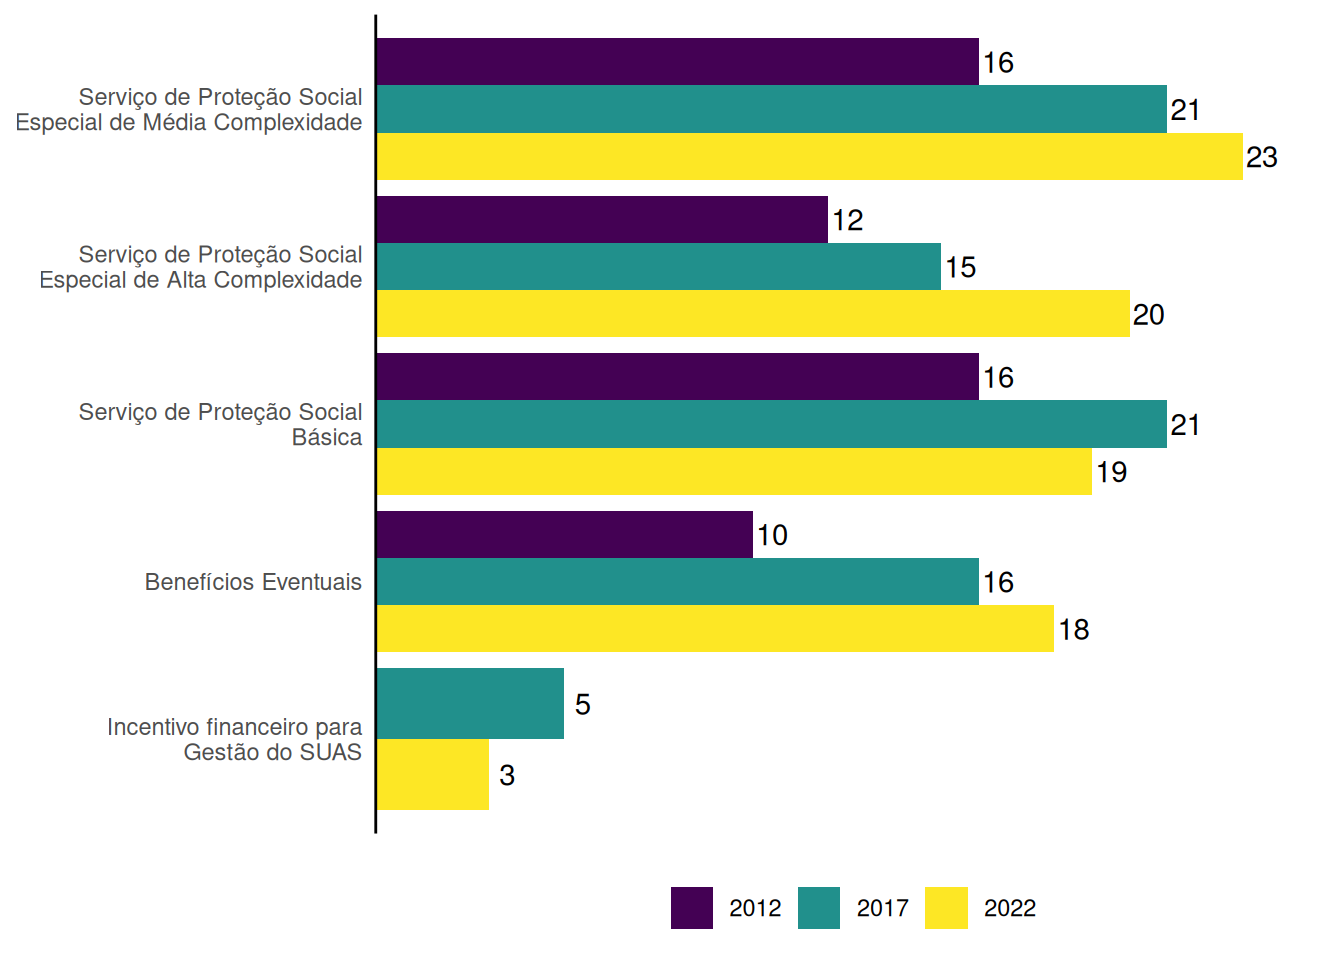 16
Serviço de Proteção Social
Especial de Média Complexidade
21
23
12
Serviço de Proteção Social
Especial de Alta Complexidade
15
20
16
Serviço de Proteção Social
Básica
21
19
10
Benefícios Eventuais
16
18
5
Incentivo financeiro para
Gestão do SUAS
3
2012 2017 2022